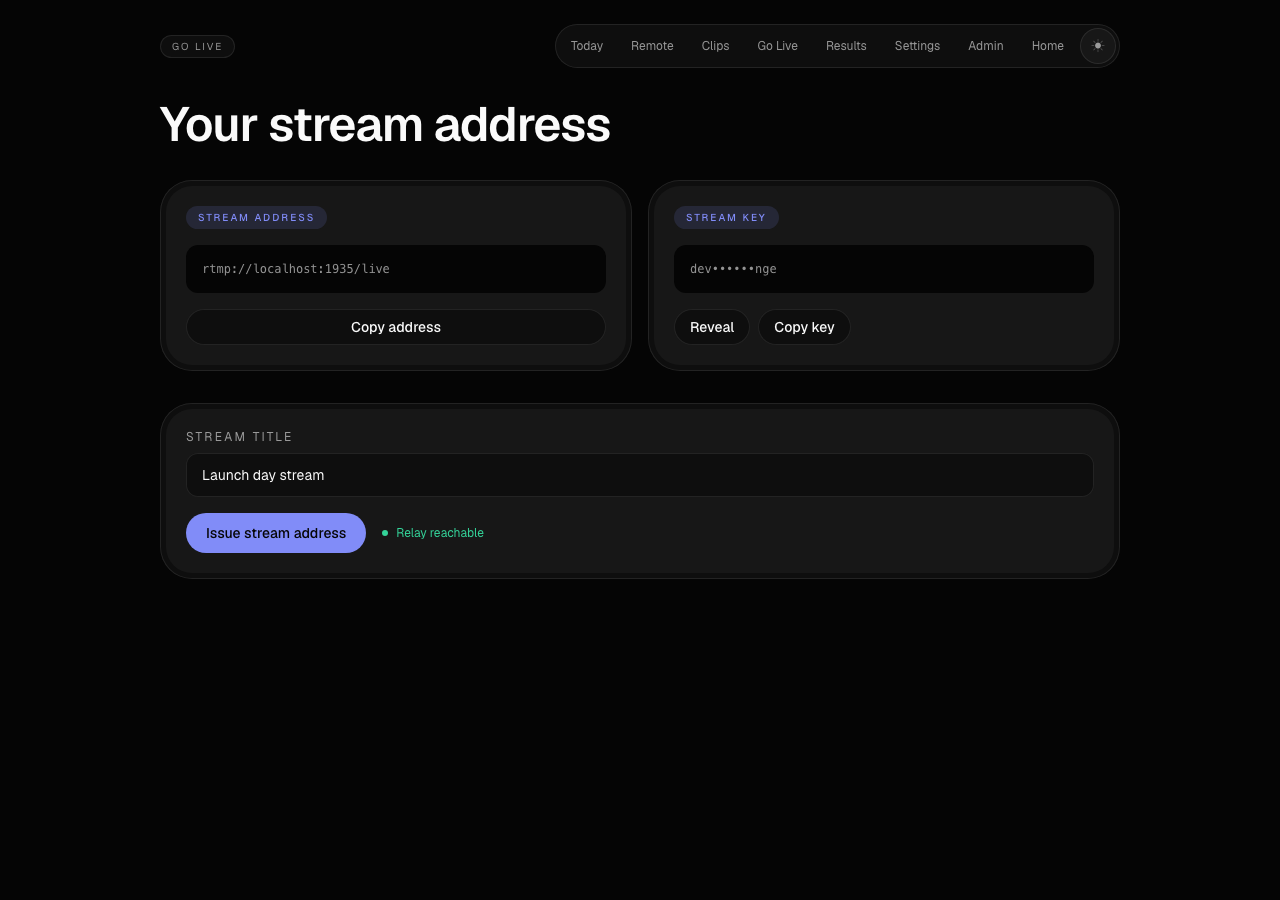 GO LIVE
Today Remote Clips Go Live Results Settings Admin Home
Your stream address
STREAM ADDRESS
rtmp://localhost:1935/live
Copy address
STREAM KEY
dev••••••nge
Reveal Copy key
STREAM TITLE
Launch day stream
Issue stream address
Relay reachable